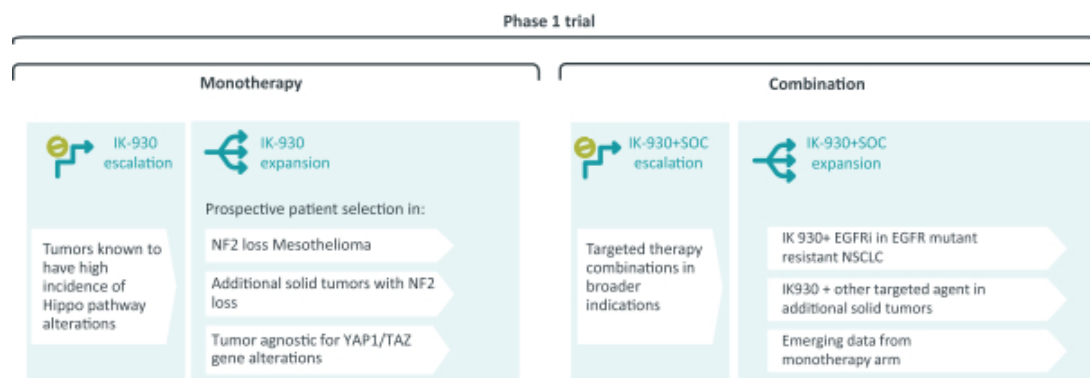 Phase 1 trial
Monotherapy
Combination
IK-930
escalation
IK-930
expansion
IK-930+SOC
escalation
IK-930+SOC
expansion
Prospective patient selection in:
Tumors known to
have high
incidence of
Hippo pathway
alterations
NF2 loss Mesothelioma
Additional solid tumors with NF2
loss
Tumor agnostic for YAP1/TAZ
gene alterations
Targeted therapy
combinations in
broader
indications
IK 930+ EGFRi in EGFR mutant
resistant NSCLC
IK930 + other targeted agent in
additional solid tumors
Emerging data from
monotherapy arm